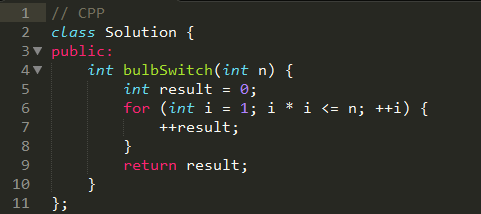 1 // CPP
2 class Solution {
3 public:
4     int bulbSwitch(int n) {
5         int result = 0;
6         for (int i = 1; i * i <= n; ++i) {
7             ++result;
8         }
9         return result;
10     }
11 };